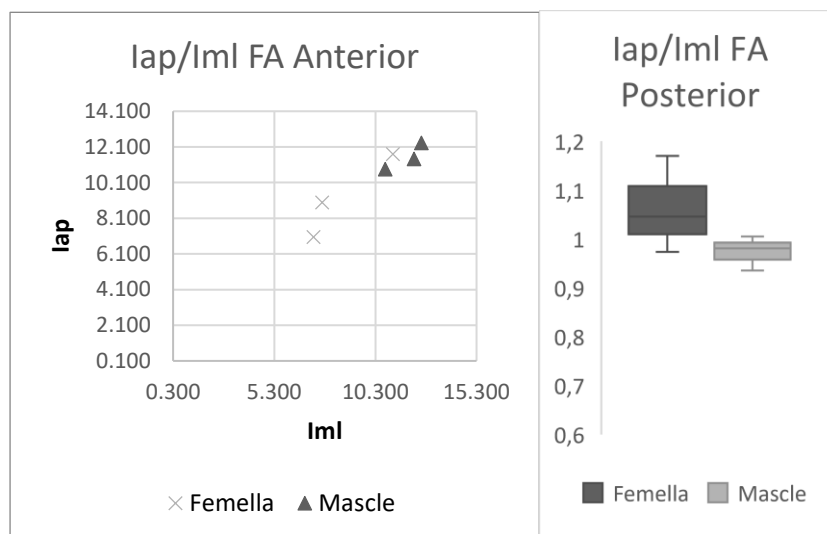 Iap/Iml FA Anterior
14.100
12.100
10.100
8.100
6.100
4.100
2.100
0.100
Iap
0.300 5.300 10.300 15.300
Iml
Femella Mascle
Iap/Iml FA
Posterior
1,2
1,1
1
0,9
0,8
0,7
0,6
Femella Mascle